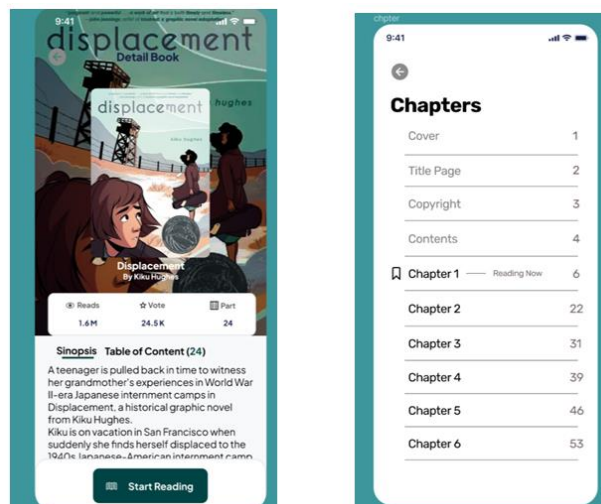 9:41
displacement
Detail Book
displacement
hughes
kiku hughes
Displacement
By Kiku Hughes
Reads
Vote
Part
1.6M
24.5K
24
Sinopsis
Table of Content (24)
A teenager is pulled back in time to witness
her grandmother's experiences in World War
II-era Japanese internment camps in
Displacement, a historical graphic novel
from Kiku Hughes.
Kiku is on vacation in San Francisco when
suddenly she finds herself displaced to the
1940s Japanese-American internment camp
Start Reading
chpter
9:41
Chapters
Cover 1
Title Page 2
Copyright 3
Contents 4
Chapter 1 Reading Now 6
Chapter 2 22
Chapter 3 31
Chapter 4 39
Chapter 5 46
Chapter 6 53